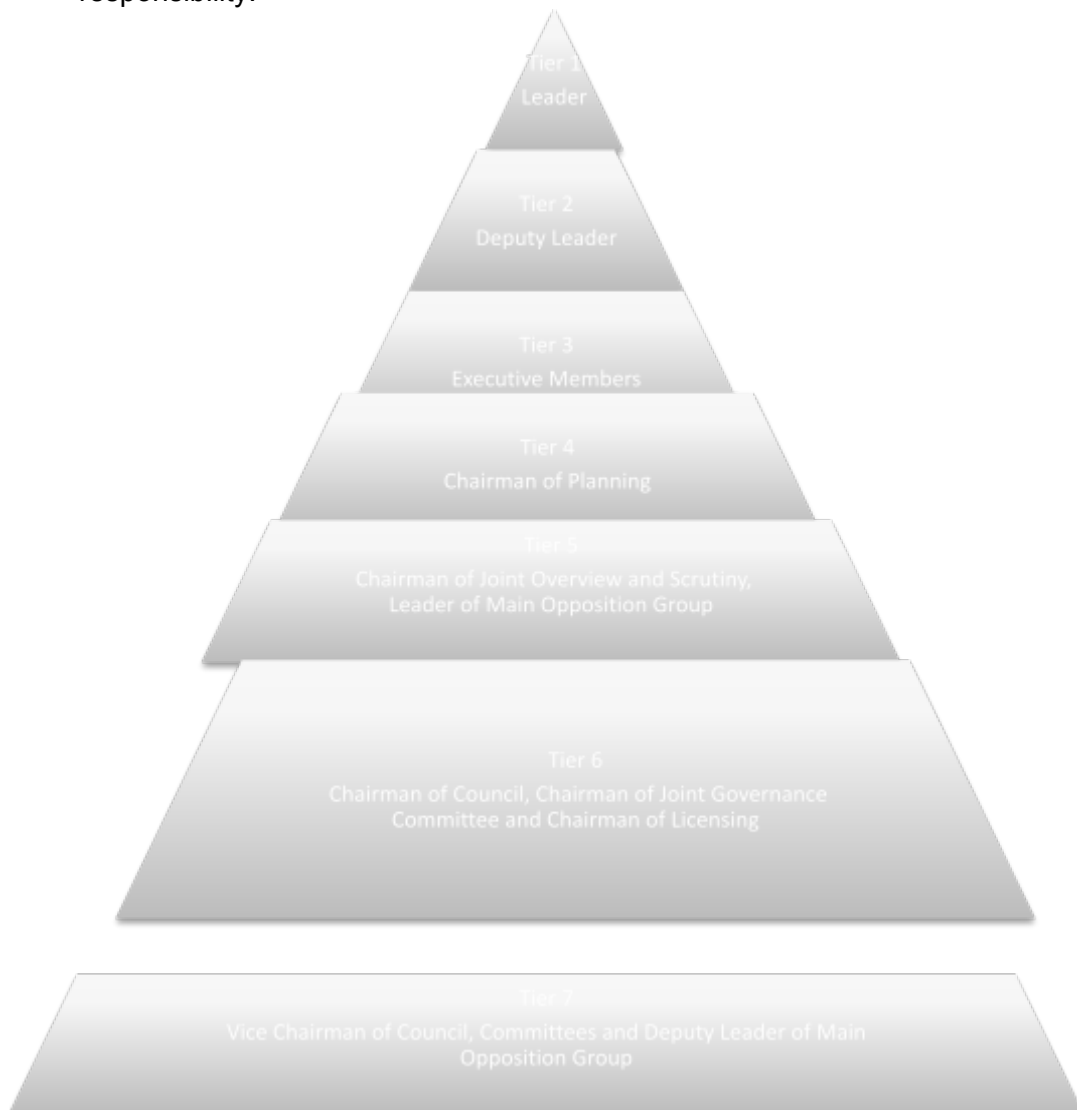 responsibility.
Tier 1
Leader
Tier 2
Deputy Leader
Tier 3
Executive Members
Tier 4
Chairman of Planning
Tier 5
Chairman of Joint Overview and Scrutiny,
Leader of Main Opposition Group
Tier 6
Chairman of Council, Chairman of Joint Governance
Committee and Chairman of Licensing
Tier 7
Vice Chairman of Council, Committees and Deputy Leader of Main
Opposition Group